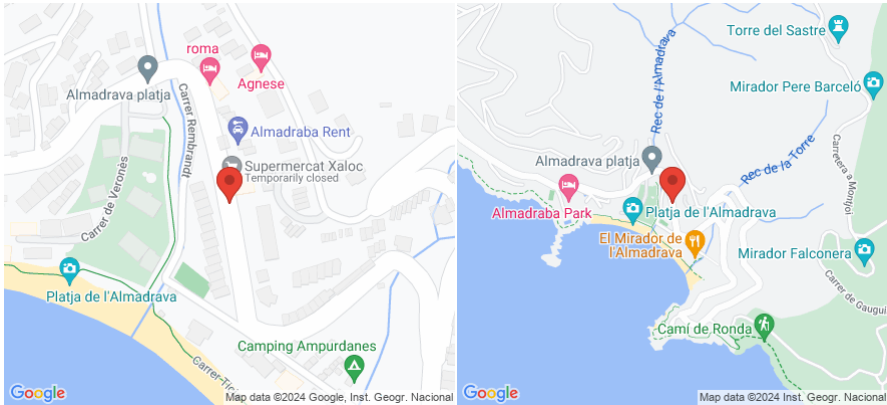 roma
Agnese
Almadrava platja
Carrer Rembrandt
Almadraba Rent
Supermercat Xaloc
Temporarily closed
Carrer de Veronès
Platja de l'Almadrava
Camping Ampurdanes
Google
Map data ©2024 Google, Inst. Geogr. Nacional
Torre del Sastre
Rec de l'Almadrava
Mirador Pere Barceló
Rec de la Torre
Carretera a Montjoi
Almadrava platja
Almadraba Park
Platja de l'Almadrava
El Mirador de
l'Almadrava
Mirador Falconera
Carrer de Gaugui
Camí de Ronda
Google
Map data ©2024 Inst. Geogr. Nacional